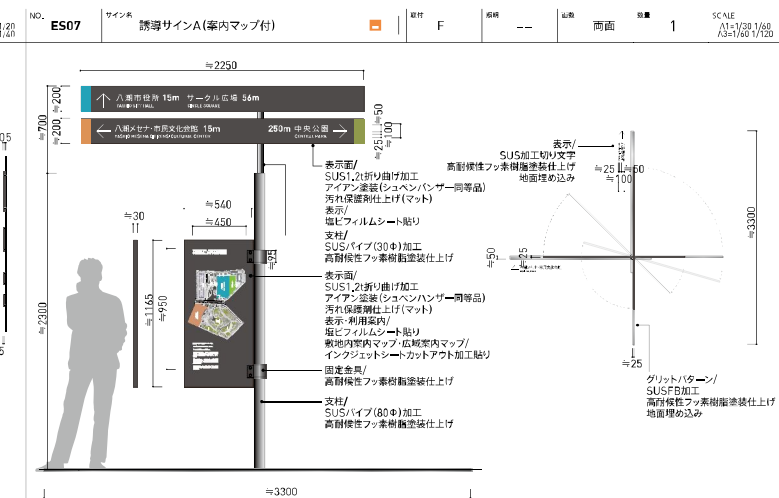 NO.
ES07
サイン名
誘導サインA(案内マップ付)
取付
F
照明
--
面数
両面
数量
1
SCALE
A1=1/30 1/60
A3=1/60 1/120
1/20
1/40
≒2250
≒200
≒200
≒700
≒2300
↑ 八潮市役所 15m サークル広場 56m
← 八潮メセナ・市民文化会館 15m
250m 中央公園 →
CENTRAL PARK
≒50
≒25
≒100
表示面/
SUS1.2t折り曲げ加工
アイアン塗装(シュペンパンザー同等品)
汚れ保護剤仕上げ(マット)
表示/
塩ビフィルムシート貼り
支柱/
SUSパイプ(30Φ)加工
高耐候性フッ素樹脂塗装仕上げ
≒540
≒450
≒30
≒95
≒1165
≒950
表示面/
SUS1.2t折り曲げ加工
アイアン塗装(シュペンハンザー同等品)
汚れ保護剤仕上げ(マット)
表示・利用案内/
塩ビフィルムシート貼り
敷地内案内マップ・広域案内マップ/
インクジェットシートカットアウト加工貼り
固定金具/
高耐候性フッ素樹脂塗装仕上げ
支柱/
SUSパイプ(80Φ)加工
高耐候性フッ素樹脂塗装仕上げ
≒3300
表示/
SUS加工切り文字
高耐候性フッ素樹脂塗装仕上げ
地面埋め込み
≒25
≒50
≒100
≒50
≒25
≒3300
≒25
グリットパターン/
SUSFB加工
高耐候性フッ素樹脂塗装仕上げ
地面埋め込み